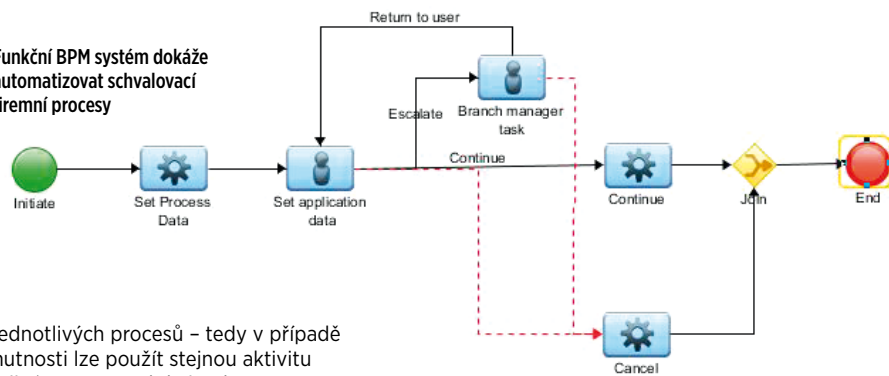 Return to user
Funkční BPM systém dokáže
automatizovat schvalovací
firemní procesy
Escalate
Branch manager
task
Continue
Initiate
Set Process
Data
Set application
data
Continue
Join
End
jednotlivých procesů – tedy v případě
nutnosti lze použít stejnou aktivitu
Cancel